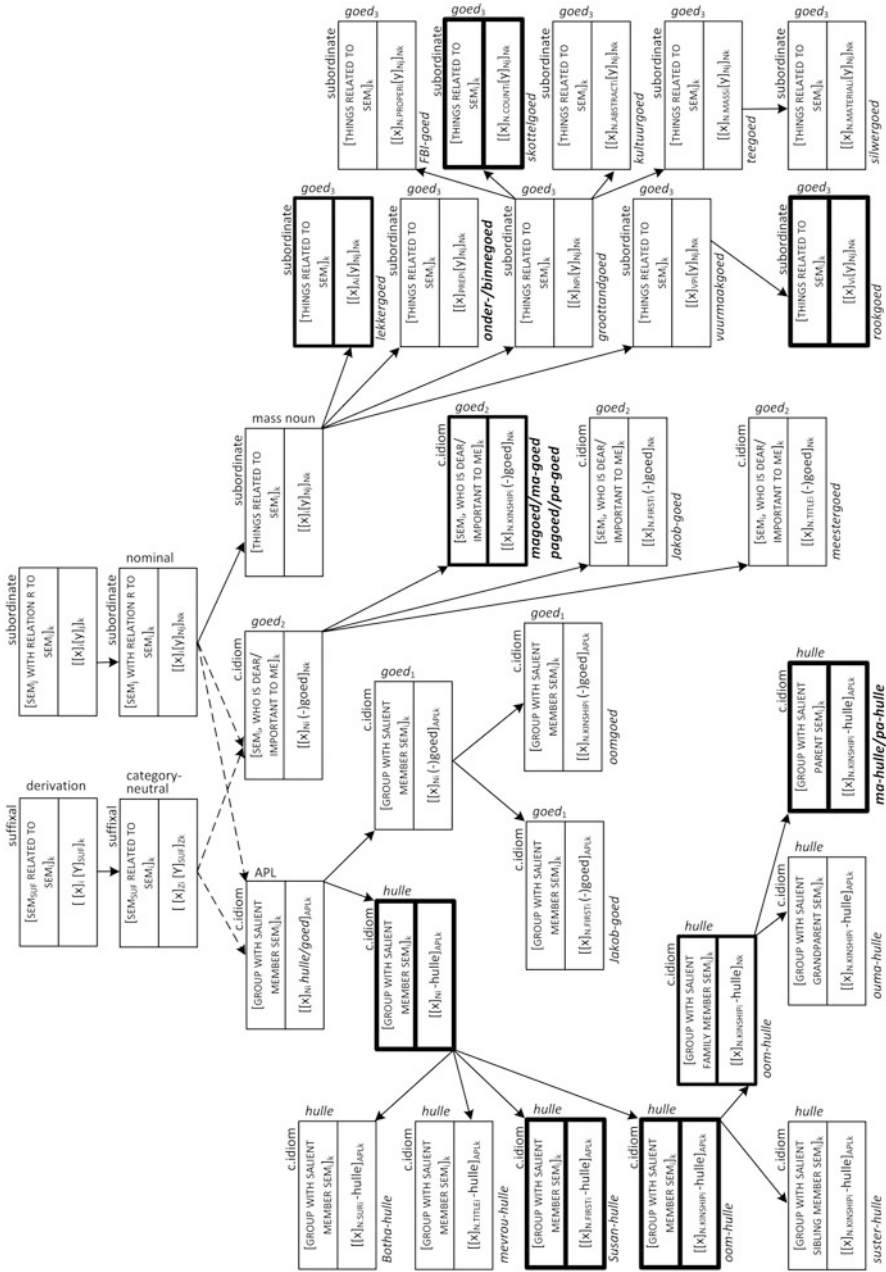 suffixal
derivation
[SEMSUF RELATED TO
SEMi]k
[ [x]i [Y]SUF]k
suffixal
category-
neutral
[SEMSUF RELATED TO
SEMi]k
[ [x]Zi [Y]SUF]Zk
subordinate
[SEMj WITH RELATION R TO
SEMi]k
[[x]i[y]j]k
subordinate
nominal
[SEMj WITH RELATION R TO
SEMi]k
[[x]i[y]Nj]Nk
c.idiom
APL
[GROUP WITH SALIENT
MEMBER SEMi]k
[[x]Ni hulle/goed]APLk
c.idiom
goed2
[SEMi, WHO IS DEAR/
IMPORTANT TO ME]k
[[x]Ni (-)goed]Nk
subordinate
mass noun
[THINGS RELATED TO
SEMi]k
[[x]i[y]Nj]Nk
c.idiom
hulle
[GROUP WITH SALIENT
MEMBER SEMi]k
[[x]Ni -hulle]APLk
c.idiom
goed1
[GROUP WITH SALIENT
MEMBER SEMi]k
[[x]Ni (-)goed]APLk
c.idiom
hulle
[GROUP WITH SALIENT
MEMBER SEMi]k
[[x]N.SURi -hulle]APLk
Botha-hulle
c.idiom
hulle
[GROUP WITH SALIENT
MEMBER SEMi]k
[[x]N.TITLEi -hulle]APLk
mevrou-hulle
c.idiom
hulle
[GROUP WITH SALIENT
MEMBER SEMi]k
[[x]N.FIRSTi -hulle]APLk
Susan-hulle
c.idiom
hulle
[GROUP WITH SALIENT
MEMBER SEMi]k
[[x]N.KINSHIPi -hulle]APLk
oom-hulle
c.idiom
hulle
[GROUP WITH SALIENT
SIBLING MEMBER SEMi]k
[[x]N.KINSHIPi -hulle]APLk
suster-hulle
c.idiom
hulle
[GROUP WITH SALIENT
FAMILY MEMBER SEMi]k
[[x]N.KINSHIPi -hulle]Nk
oom-hulle
c.idiom
hulle
[GROUP WITH SALIENT
GRANDPARENT SEMi]k
[[x]N.KINSHIPi -hulle]APLk
ouma-hulle
c.idiom
hulle
[GROUP WITH SALIENT
PARENT SEMi]k
[[x]N.KINSHIPi -hulle]APLk
ma-hulle/pa-hulle
c.idiom
goed1
[GROUP WITH SALIENT
MEMBER SEMi]k
[[x]N.FIRSTi (-)goed]APLk
Jakob-goed
c.idiom
goed1
[GROUP WITH SALIENT
MEMBER SEMi]k
[[x]N.KINSHIPi (-)goed]APLk
oomgoed
c.idiom
goed2
[SEMi, WHO IS DEAR/
IMPORTANT TO ME]k
[[x]N.KINSHIPi (-)goed]Nk
magoed/ma-goed
pagoed/pa-goed
c.idiom
goed2
[SEMi, WHO IS DEAR/
IMPORTANT TO ME]k
[[x]N.FIRSTi (-)goed]Nk
Jakob-goed
c.idiom
goed2
[SEMi, WHO IS DEAR/
IMPORTANT TO ME]k
[[x]N.TITLEi (-)goed]Nk
meestergoed
subordinate
goed3
[THINGS RELATED TO
SEMi]k
[[x]Ai[y]Nj]Nk
lekkergoed
subordinate
goed3
[THINGS RELATED TO
SEMi]k
[[x]PREPi[y]Nj]Nk
onder-/binnegoed
subordinate
goed3
[THINGS RELATED TO
SEMi]k
[[x]NPi[y]Nj]Nk
groottandgoed
subordinate
goed3
[THINGS RELATED TO
SEMi]k
[[x]VPi[y]Nj]Nk
vuurmaakgoed
subordinate
goed3
[THINGS RELATED TO
SEMi]k
[[x]Vi[y]Nj]Nk
rookgoed
subordinate
goed3
[THINGS RELATED TO
SEMi]k
[[x]N.PROPERi[y]Nj]Nk
FBI-goed
subordinate
goed3
[THINGS RELATED TO
SEMi]k
[[x]N.COUNTi[y]Nj]Nk
skottelgoed
subordinate
goed3
[THINGS RELATED TO
SEMi]k
[[x]N.ABSTRACTi[y]Nj]Nk
kultuurgoed
subordinate
goed3
[THINGS RELATED TO
SEMi]k
[[x]N.MASSi[y]Nj]Nk
teegoed
subordinate
goed3
[THINGS RELATED TO
SEMi]k
[[x]N.MATERIALi[y]Nj]Nk
silwergoed